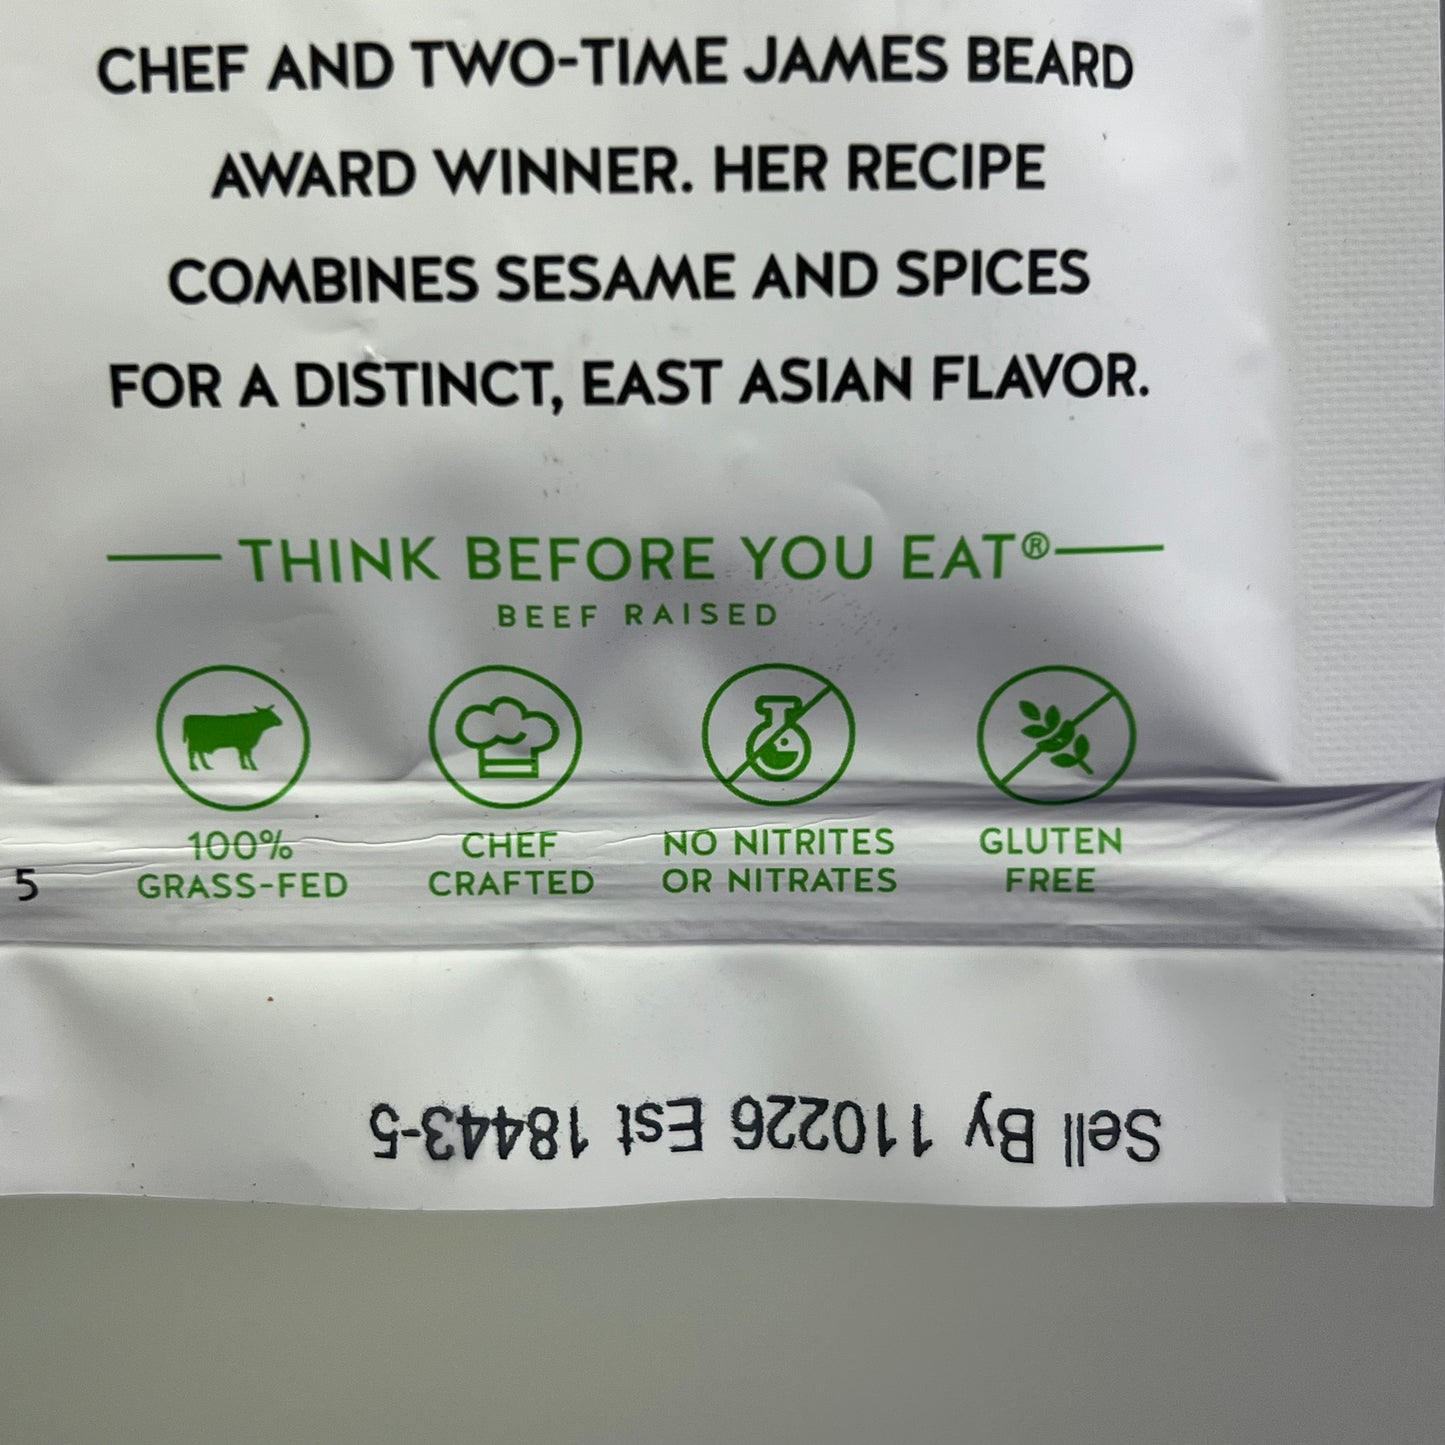 CHEF AND TWO-TIME JAMES BEARD
AWARD WINNER. HER RECIPE
COMBINES SESAME AND SPICES
FOR A DISTINCT, EAST ASIAN FLAVOR.
THINK BEFORE YOU EAT®
BEEF RAISED
100%
GRASS-FED
CHEF
CRAFTED
NO NITRITES
OR NITRATES
GLUTEN
FREE
5
Sell By 110226 Est 18443-5